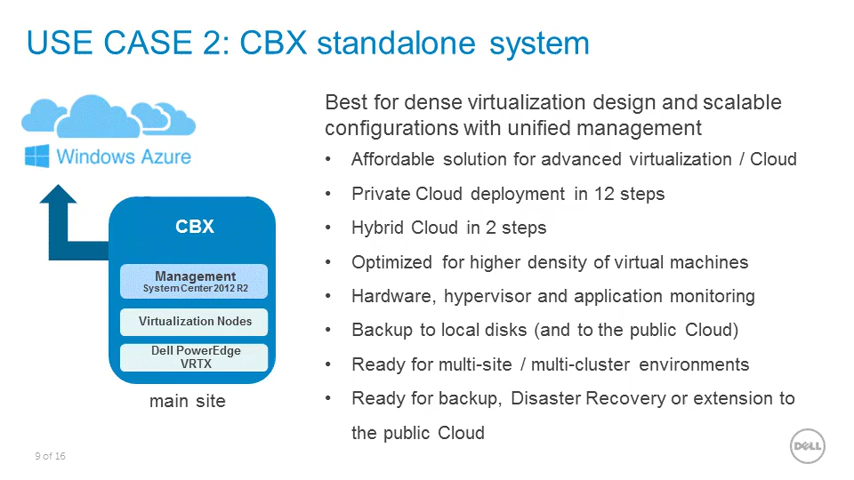 USE CASE 2: CBX standalone system
Windows Azure
CBX
Management
System Center 2012 R2
Virtualization Nodes
Dell PowerEdge
VRTX
main site
Best for dense virtualization design and scalable
configurations with unified management
• Affordable solution for advanced virtualization / Cloud
• Private Cloud deployment in 12 steps
• Hybrid Cloud in 2 steps
• Optimized for higher density of virtual machines
• Hardware, hypervisor and application monitoring
• Backup to local disks (and to the public Cloud)
• Ready for multi-site / multi-cluster environments
• Ready for backup, Disaster Recovery or extension to
the public Cloud
9 of 16
DELL